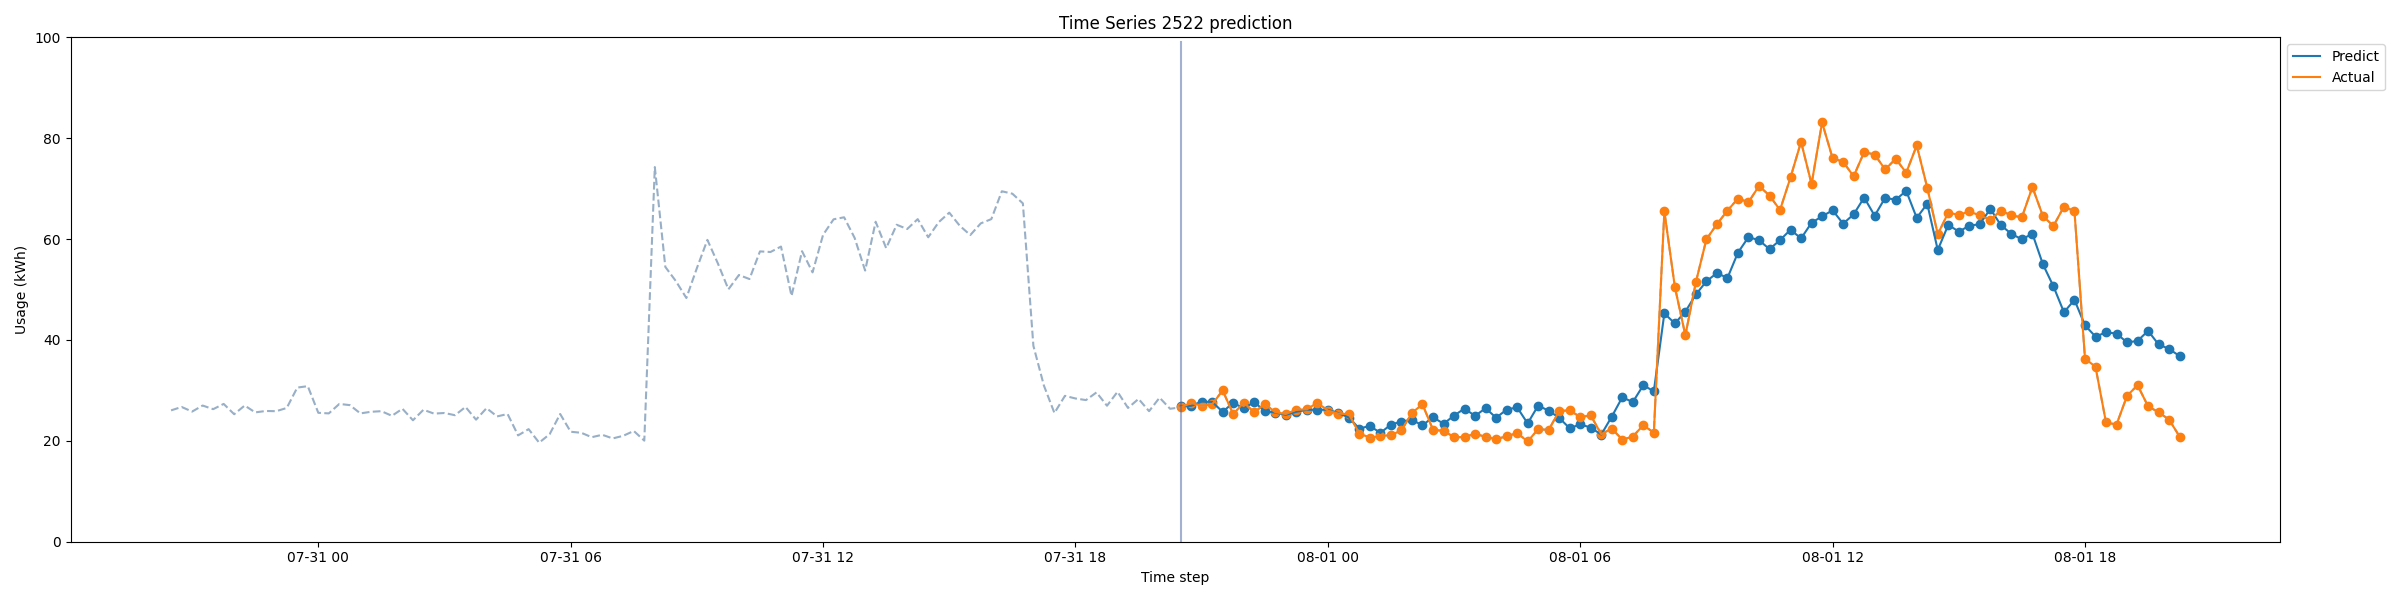 Time Series 2522 prediction
Predict
Actual
100
80
60
40
20
0
Usage (kWh)
07-31 00
07-31 06
07-31 12
07-31 18
08-01 00
08-01 06
08-01 12
08-01 18
Time step